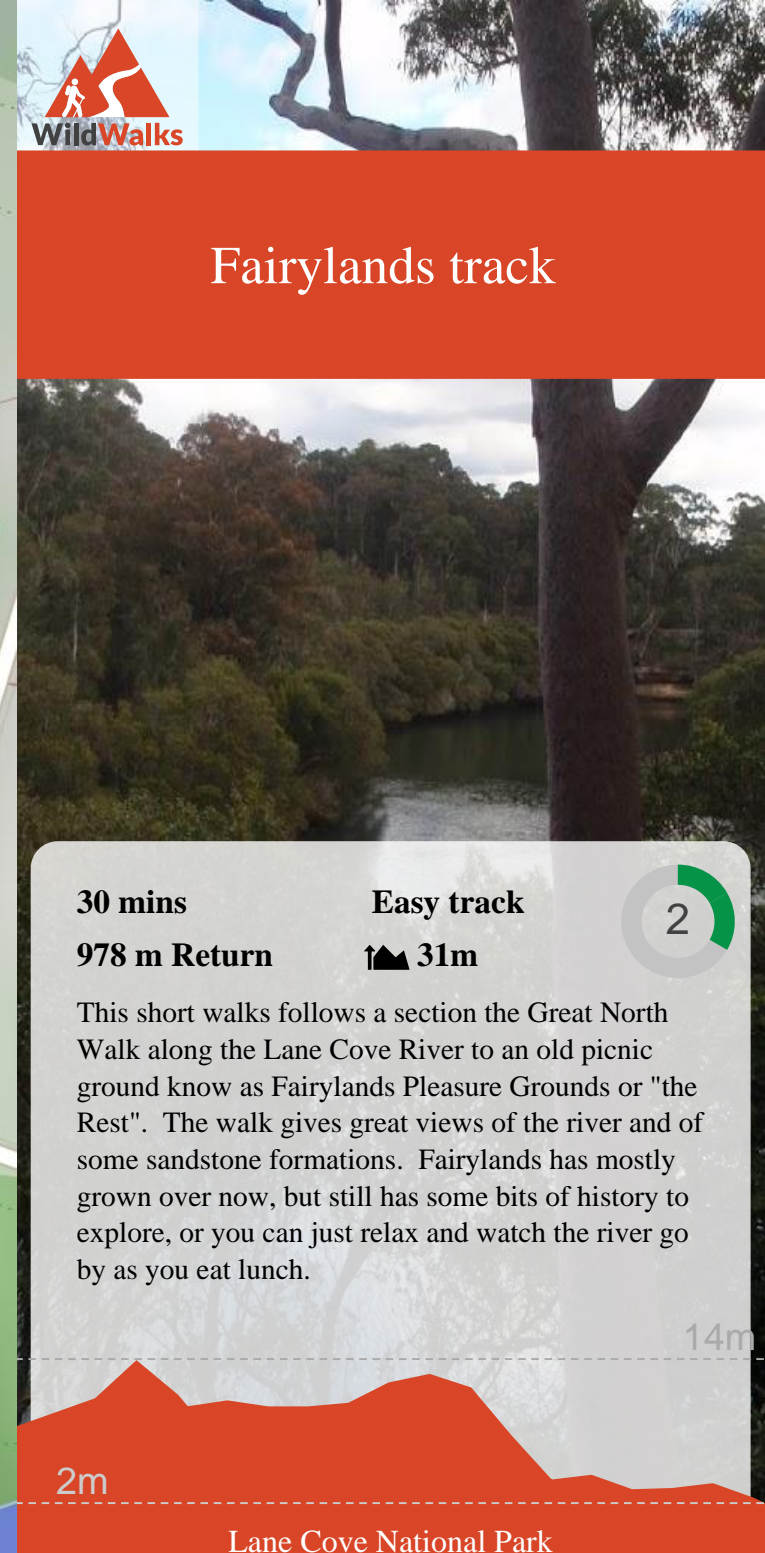 WildWalks
Fairylands track
30 mins
Easy track
2
978 m Return
31m
This short walks follows a section the Great North
Walk along the Lane Cove River to an old picnic
ground know as Fairylands Pleasure Grounds or "the
Rest".  The walk gives great views of the river and of
some sandstone formations.  Fairylands has mostly
grown over now, but still has some bits of history to
explore, or you can just relax and watch the river go
by as you eat lunch.
14m
2m
Lane Cove National Park